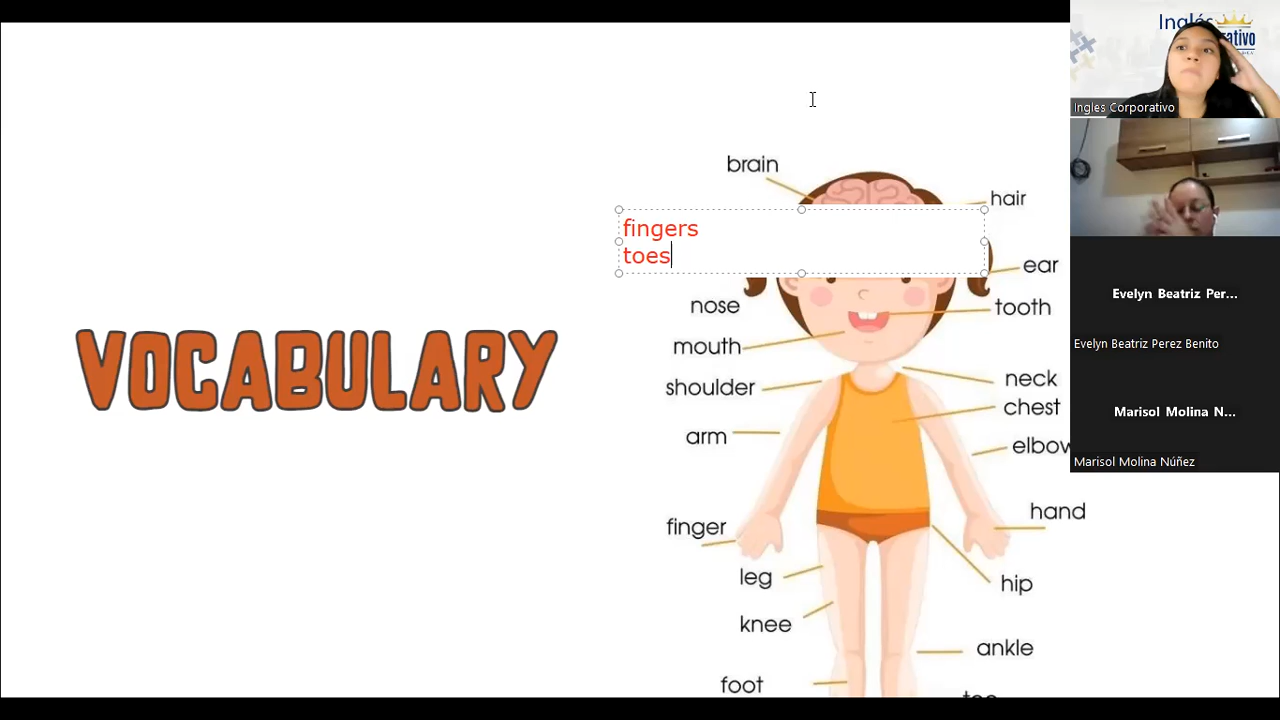 VOCABULARY
brain
hair
fingers
toes
ear
nose
tooth
mouth
neck
shoulder
chest
arm
elbow
finger
hand
leg
hip
knee
ankle
foot
Inglés
Ingles Corporativo
Evelyn Beatriz Per...
Evelyn Beatriz Perez Benito
Marisol Molina N...
Marisol Molina Núñez